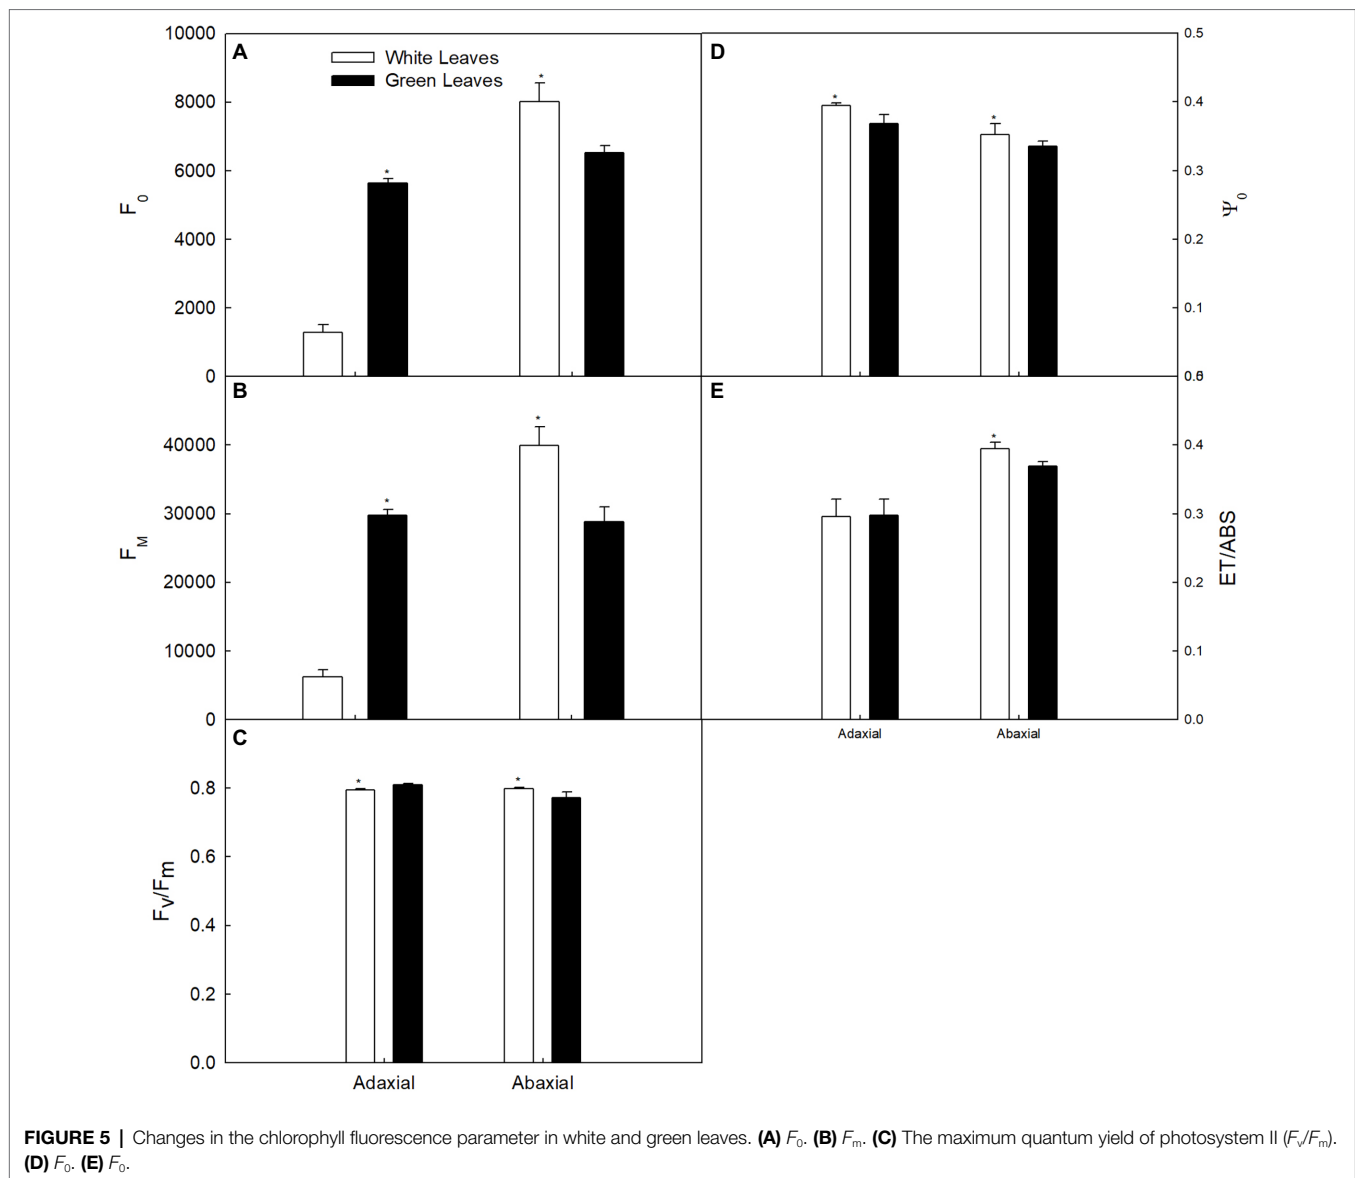 A
White Leaves
Green Leaves
10000
8000
6000
4000
2000
0
F0
*
*
D
0.5
0.4
0.3
0.2
0.1
0.0
Ψ0
*
*
B
40000
30000
20000
10000
0
FM
*
*
E
0.4
0.3
0.2
0.1
0.0
ET/ABS
*
Adaxial
Abaxial
C
0.8
0.6
0.4
0.2
0.0
Fv/Fm
*
*
Adaxial
Abaxial
FIGURE 5 | Changes in the chlorophyll fluorescence parameter in white and green leaves. (A) F0. (B) Fm. (C) The maximum quantum yield of photosystem II (Fv/Fm).
(D) F0. (E) F0.